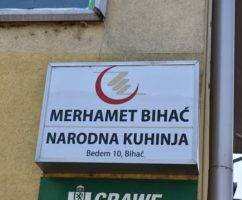 MERHAMET BIHAĆ
NARODNA KUHINJA
Bedem 10, Bihać.
GRAWE